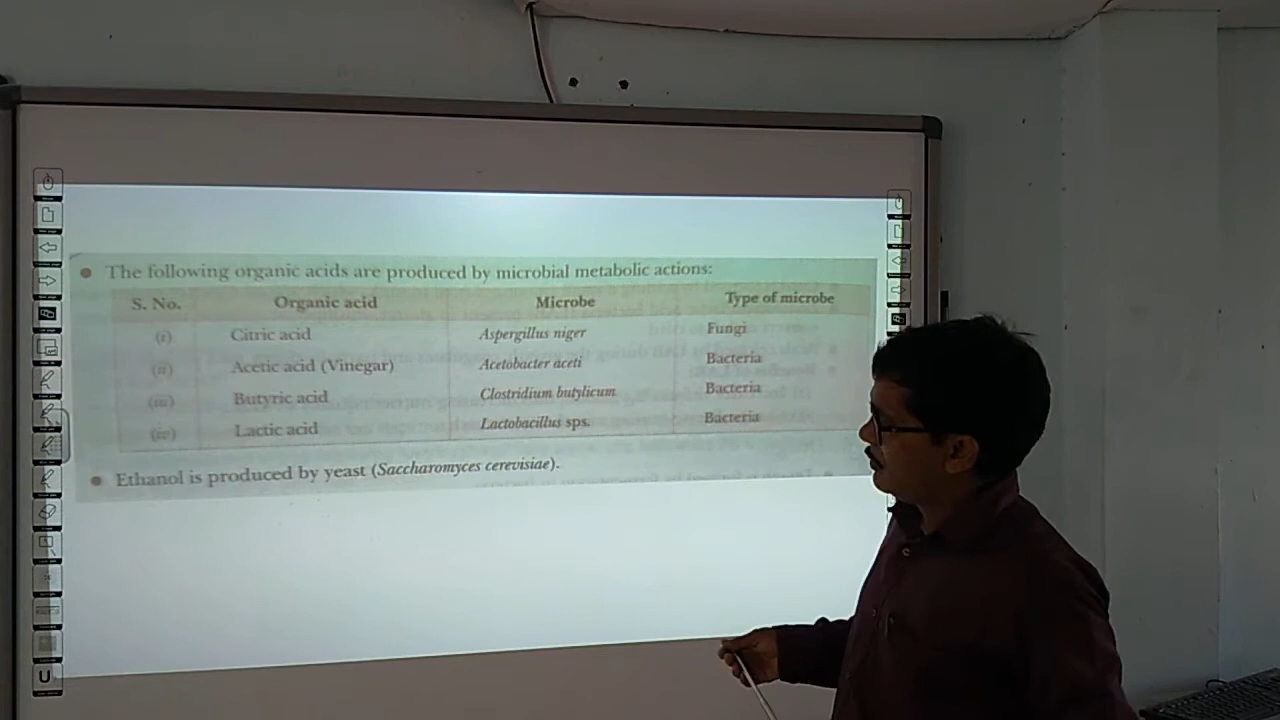 The following organic acids are produced by microbial metabolic actions:
S. No. Organic acid Microbe Type of microbe
(i) Citric acid Aspergillus niger Fungi
(ii) Acetic acid (Vinegar) Acetobacter aceti Bacteria
(iii) Butyric acid Clostridium butylicum Bacteria
(iv) Lactic acid Lactobacillus sps. Bacteria
Ethanol is produced by yeast (Saccharomyces cerevisiae).